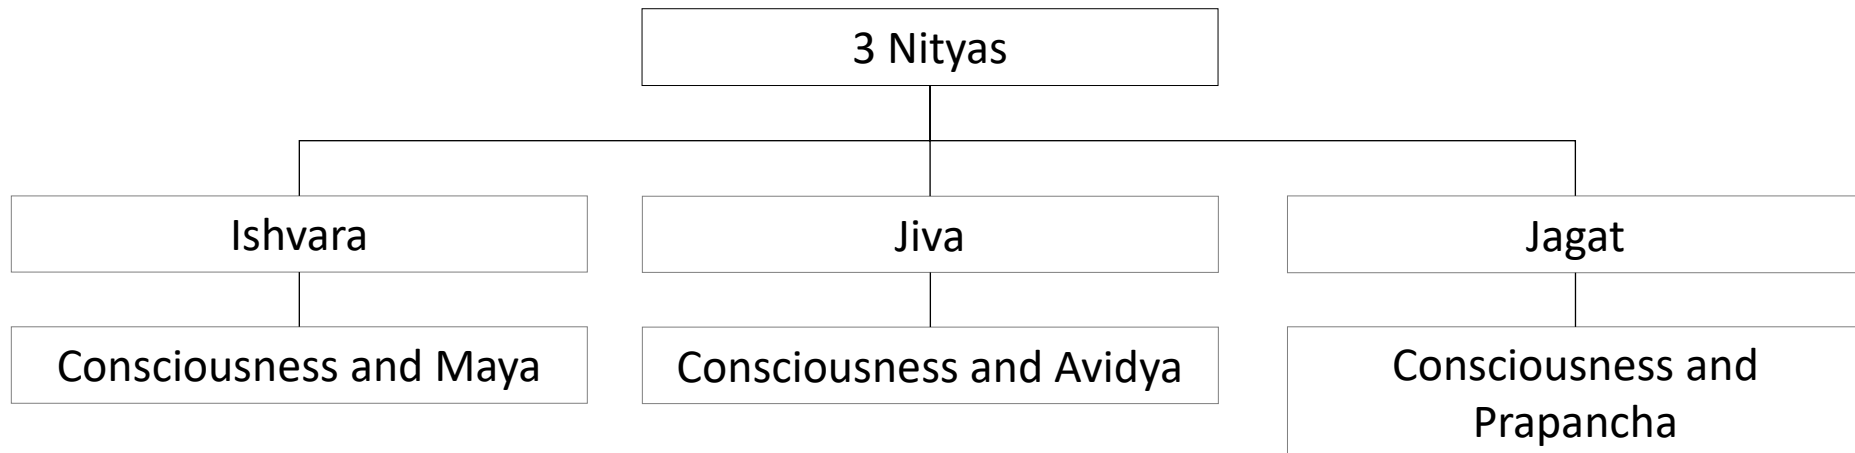 3 Nityas
Ishvara
Jiva
Jagat
Consciousness and Maya
Consciousness and Avidya
Consciousness and
Prapancha